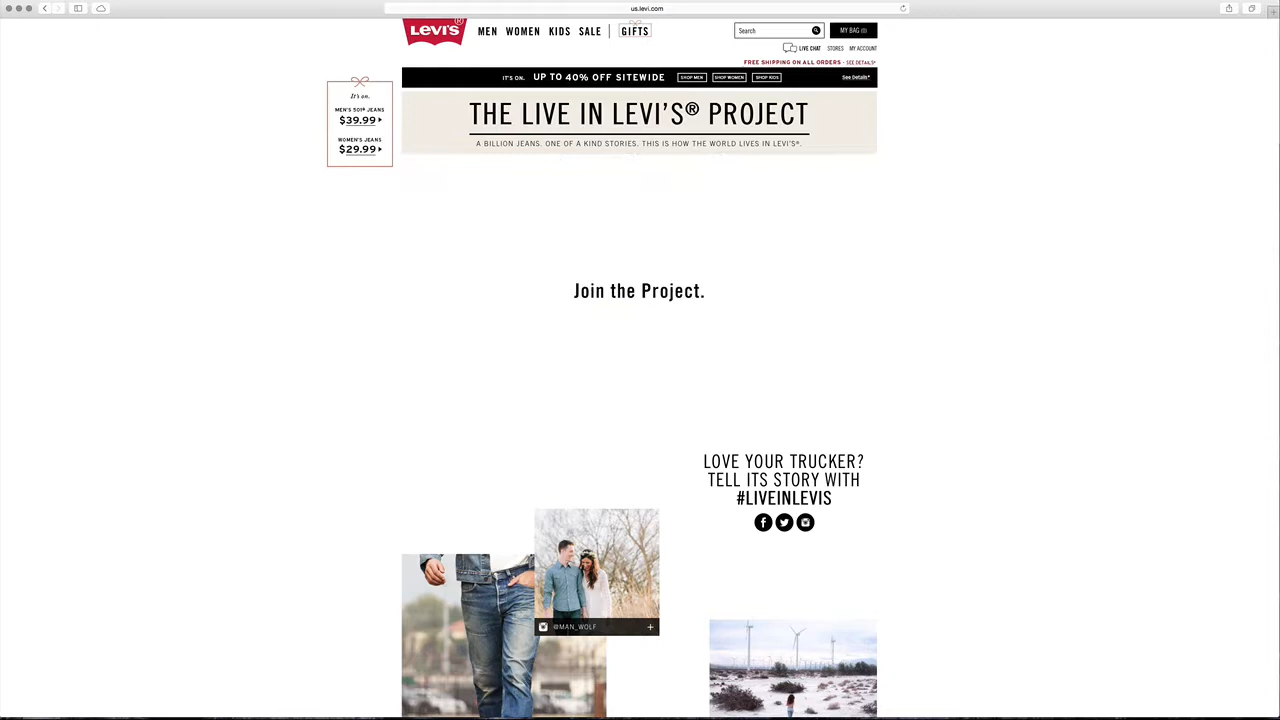 us.levi.com
LEVI'S®
MEN WOMEN KIDS SALE GIFTS
Search
MY BAG (0)
LIVE CHAT STORES MY ACCOUNT
FREE SHIPPING ON ALL ORDERS - SEE DETAILS*
IT'S ON. UP TO 40% OFF SITEWIDE SHOP MEN SHOP WOMEN SHOP KIDS See Details*
It's on.
MEN'S 501® JEANS
$39.99
WOMEN'S JEANS
$29.99
THE LIVE IN LEVI'S® PROJECT
A BILLION JEANS. ONE OF A KIND STORIES. THIS IS HOW THE WORLD LIVES IN LEVI'S®.
Join the Project.
LOVE YOUR TRUCKER?
TELL ITS STORY WITH
#LIVEINLEVIS
@MAN_WOLF +